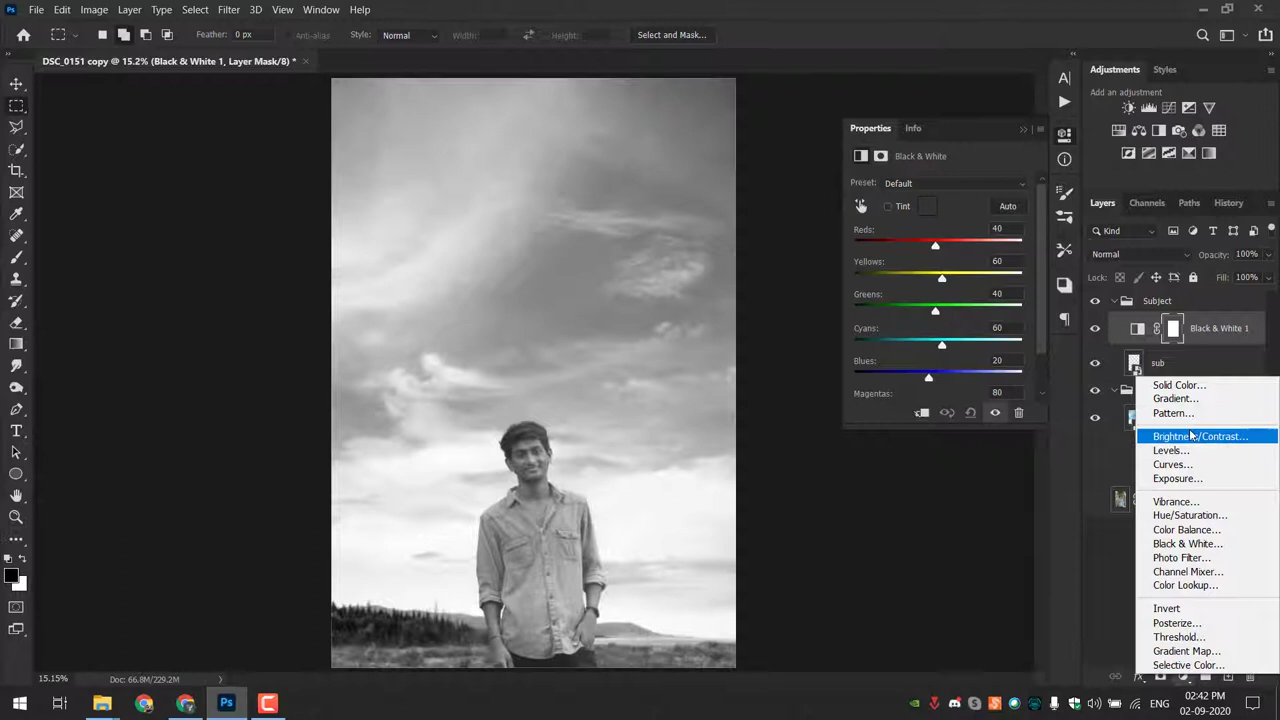 Ps File Edit Image Layer Type Select Filter 3D View Window Help
Feather: 0 px Anti-alias Style: Normal Width: Height: Select and Mask...
DSC_0151 copy @ 15.2% (Black & White 1, Layer Mask/8) *
Properties Info
Black & White
Preset: Default
Tint Auto
Reds: 40
Yellows: 60
Greens: 40
Cyans: 60
Blues: 20
Magentas: 80
Adjustments Styles
Add an adjustment
Layers Channels Paths History
Kind
Normal Opacity: 100%
Lock: Fill: 100%
Subject
Black & White 1
sub
Solid Color...
Gradient...
Pattern...
Brightness/Contrast...
Levels...
Curves...
Exposure...
Vibrance...
Hue/Saturation...
Color Balance...
Black & White...
Photo Filter...
Channel Mixer...
Color Lookup...
Invert
Posterize...
Threshold...
Gradient Map...
Selective Color...
15.15% Doc: 66.8M/229.2M
Ps
02:42 PM
02-09-2020